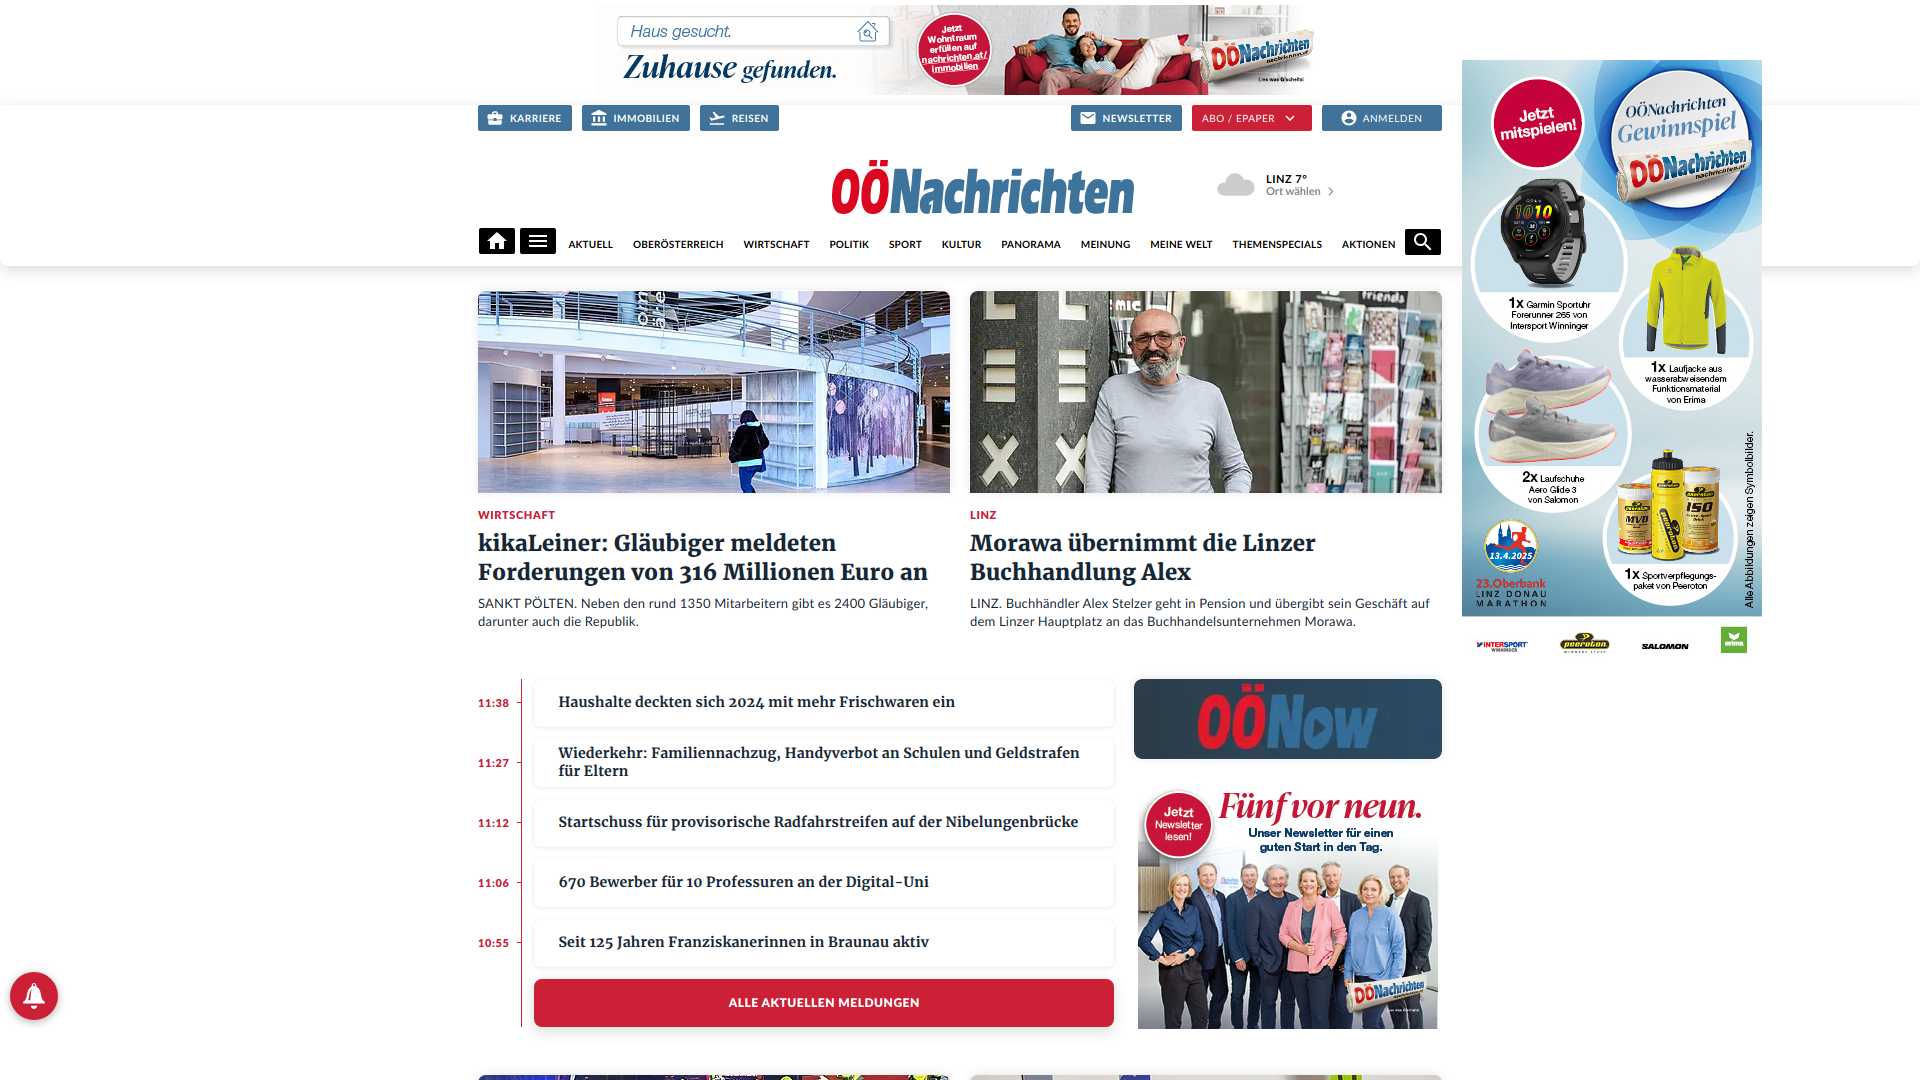 Haus gesucht.
Zuhause gefunden.
Jetzt
Wohntraum
erfüllen auf
nachrichten.at/
immobilien
OÖNachrichten
Lies was G'scheits!
KARRIERE
IMMOBILIEN
REISEN
NEWSLETTER
ABO / EPAPER
ANMELDEN
OÖNachrichten
LINZ 7°
Ort wählen
AKTUELL
OBERÖSTERREICH
WIRTSCHAFT
POLITIK
SPORT
KULTUR
PANORAMA
MEINUNG
MEINE WELT
THEMENSPECIALS
AKTIONEN
Jetzt
mitspielen!
OÖNachrichten
Gewinnspiel
OÖNachrichten
1x Garmin Sportuhr
Forerunner 265 von
Intersport Winninger
1x Laufjacke aus
wasserabweisendem
Funktionsmaterial
von Erima
2x Laufschuhe
Aero Glide 3
von Salomon
1x Sportverpflegungs-
paket von Peeroton
13.4.2025
23.Oberbank
LINZ DONAU
MARATHON
Alle Abbildungen zeigen Symbolbilder.
INTERSPORT
WINNINGER
peeroton
SALOMON
erima
WIRTSCHAFT
kikaLeiner: Gläubiger meldeten
Forderungen von 316 Millionen Euro an
SANKT PÖLTEN. Neben den rund 1350 Mitarbeitern gibt es 2400 Gläubiger,
darunter auch die Republik.
LINZ
Morawa übernimmt die Linzer
Buchhandlung Alex
LINZ. Buchhändler Alex Stelzer geht in Pension und übergibt sein Geschäft auf
dem Linzer Hauptplatz an das Buchhandelsunternehmen Morawa.
11:38
Haushalte deckten sich 2024 mit mehr Frischwaren ein
11:27
Wiederkehr: Familiennachzug, Handyverbot an Schulen und Geldstrafen
für Eltern
11:12
Startschuss für provisorische Radfahrstreifen auf der Nibelungenbrücke
11:06
670 Bewerber für 10 Professuren an der Digital-Uni
10:55
Seit 125 Jahren Franziskanerinnen in Braunau aktiv
ALLE AKTUELLEN MELDUNGEN
OÖNow
Jetzt
Newsletter
lesen!
Fünf vor neun.
Unser Newsletter für einen
guten Start in den Tag.
OÖNachrichten